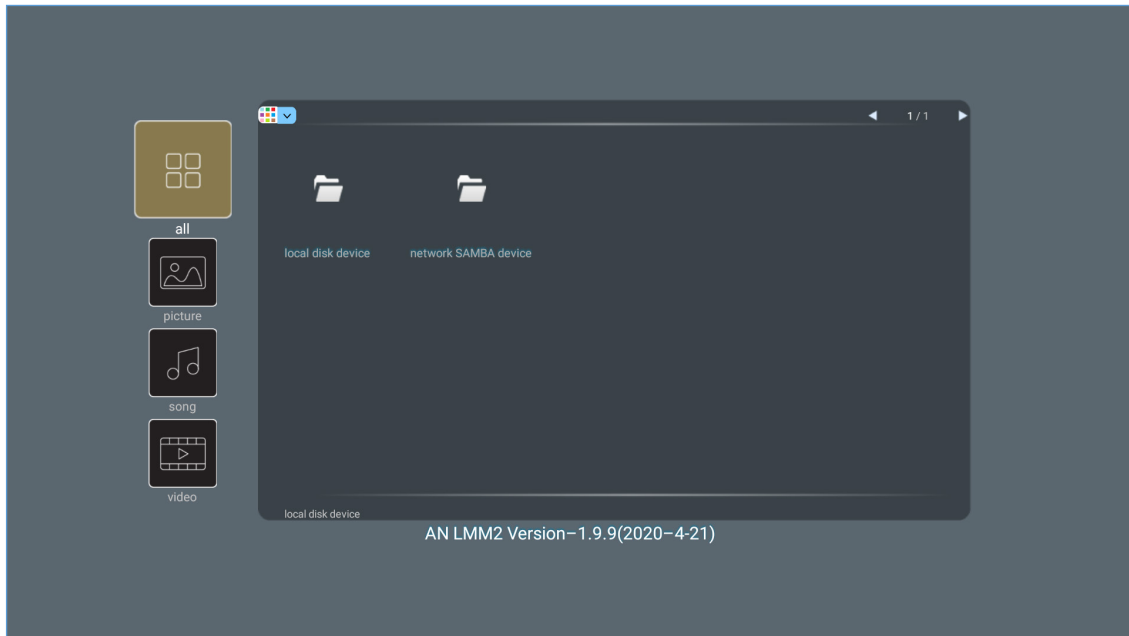 1 / 1
all
local disk device
network SAMBA device
picture
song
video
local disk device
AN LMM2 Version–1.9.9(2020–4-21)